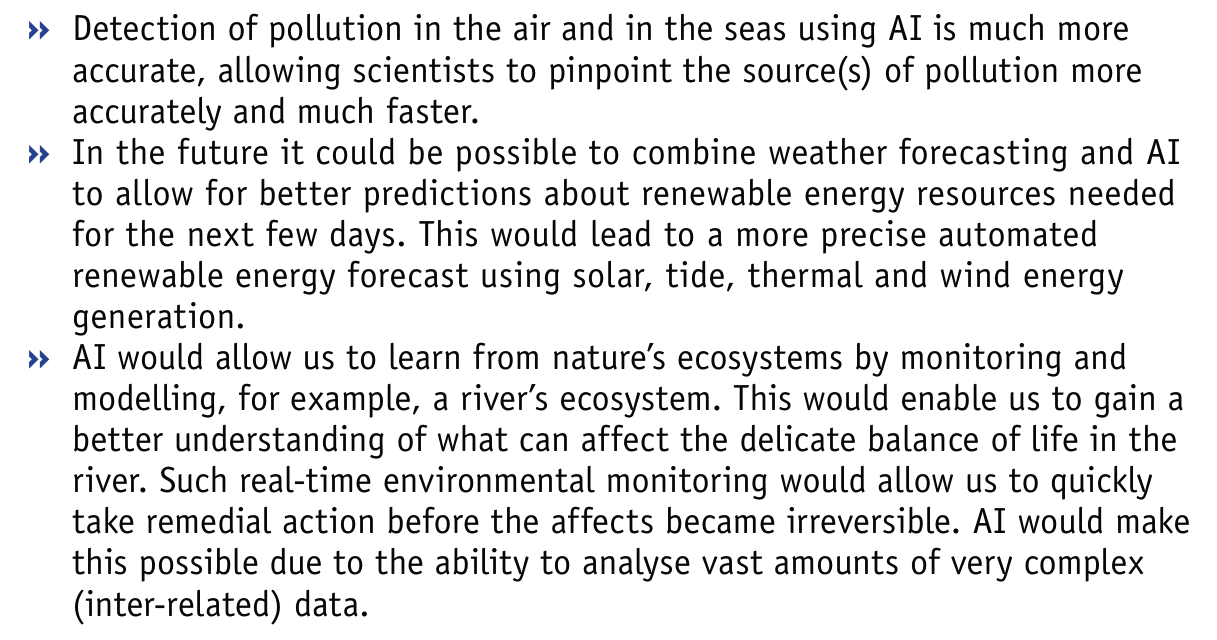 » Detection of pollution in the air and in the seas using AI is much more
accurate, allowing scientists to pinpoint the source(s) of pollution more
accurately and much faster.
» In the future it could be possible to combine weather forecasting and AI
to allow for better predictions about renewable energy resources needed
for the next few days. This would lead to a more precise automated
renewable energy forecast using solar, tide, thermal and wind energy
generation.
» AI would allow us to learn from nature’s ecosystems by monitoring and
modelling, for example, a river’s ecosystem. This would enable us to gain a
better understanding of what can affect the delicate balance of life in the
river. Such real-time environmental monitoring would allow us to quickly
take remedial action before the affects became irreversible. AI would make
this possible due to the ability to analyse vast amounts of very complex
(inter-related) data.